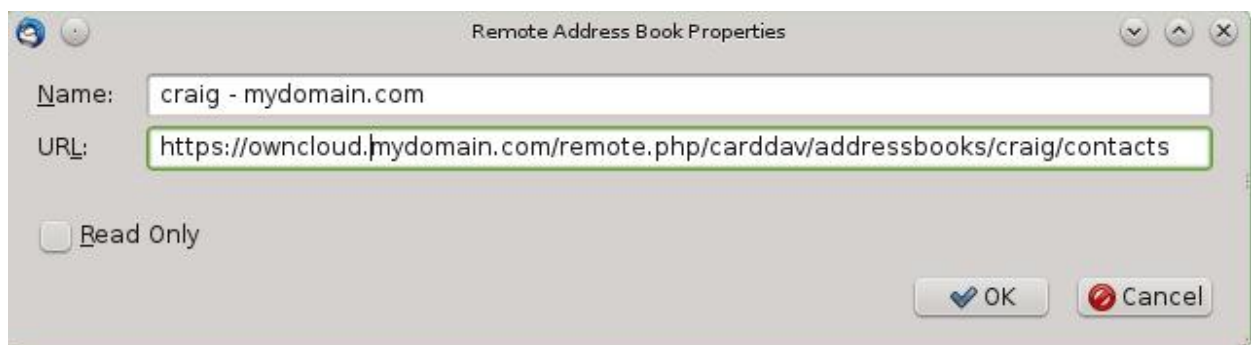 Remote Address Book Properties
Name: craig - mydomain.com
URL: https://owncloud.mydomain.com/remote.php/carddav/addressbooks/craig/contacts
Read Only
OK Cancel